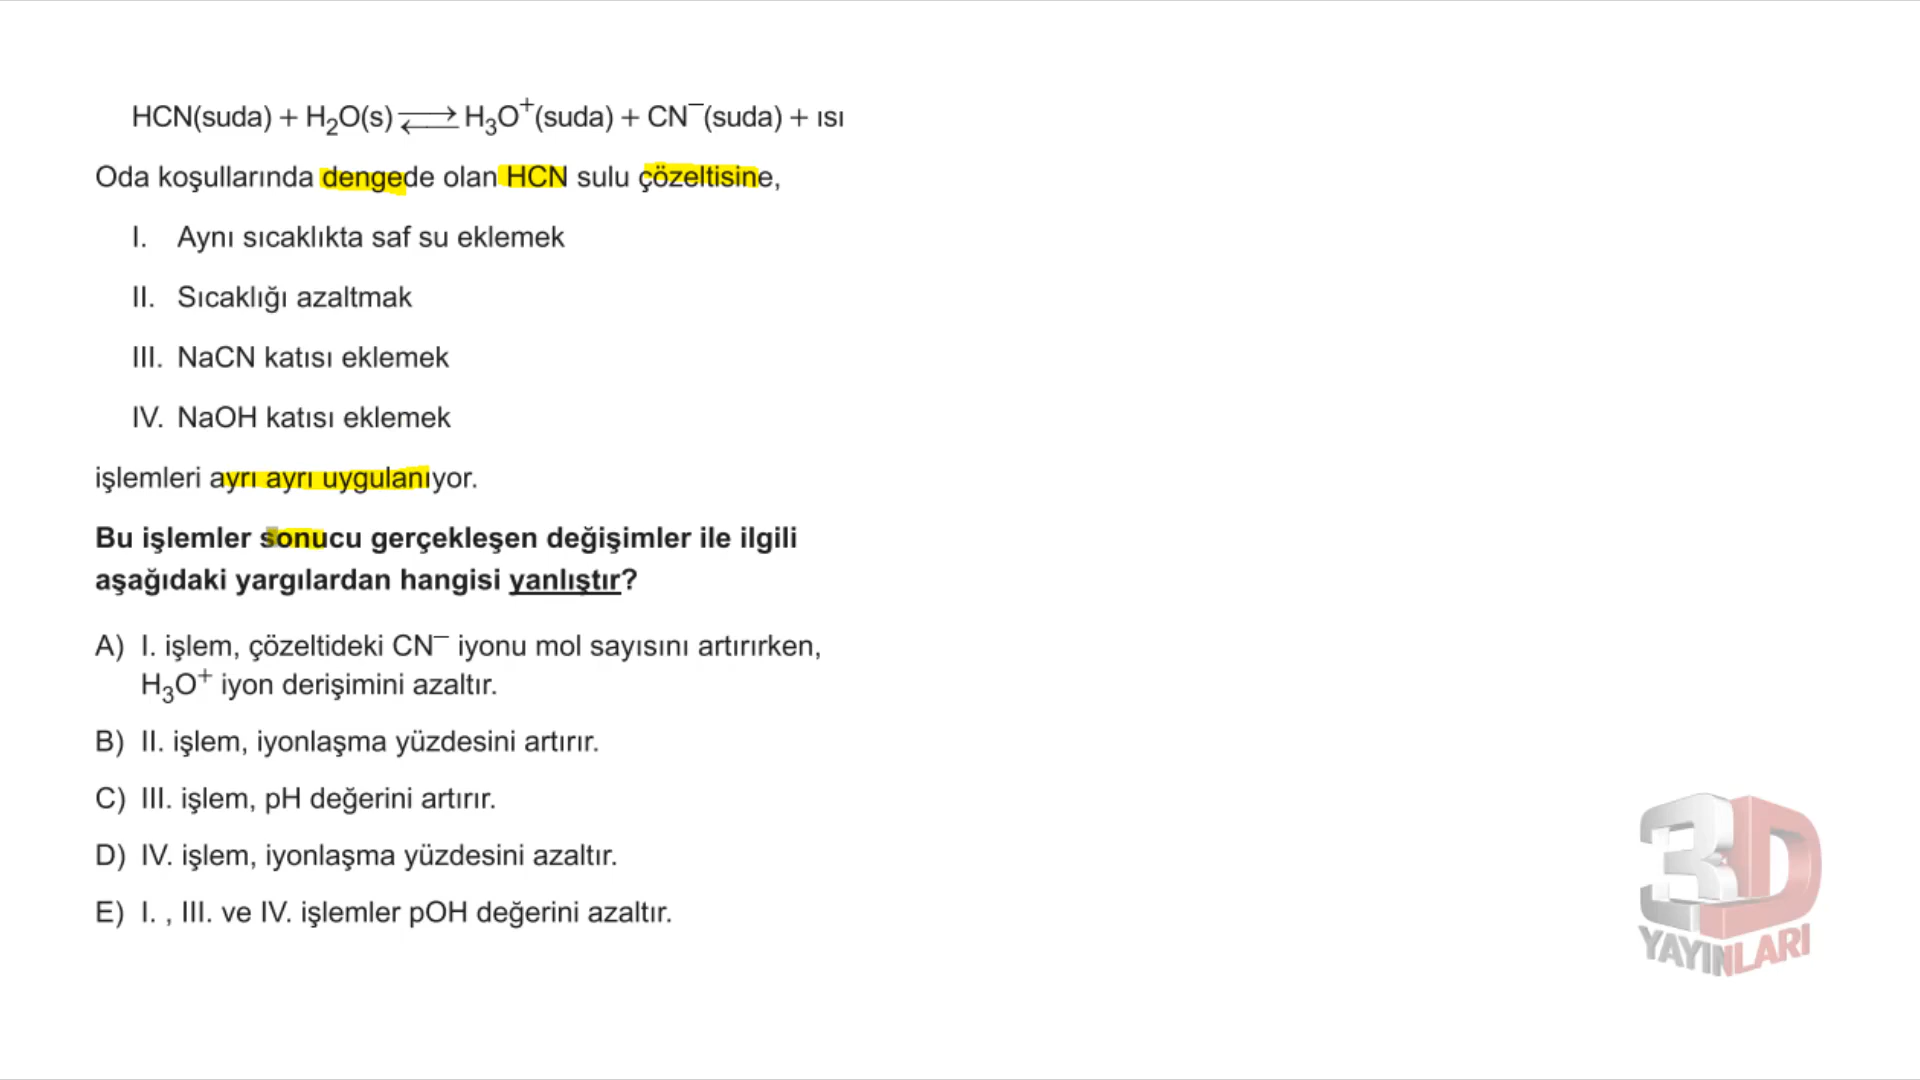 HCN(suda) + H₂O(s) ⇌ H₃O⁺(suda) + CN⁻(suda) + ısı
Oda koşullarında dengede olan HCN sulu çözeltisine,
I. Aynı sıcaklıkta saf su eklemek
II. Sıcaklığı azaltmak
III. NaCN katısı eklemek
IV. NaOH katısı eklemek
işlemleri ayrı ayrı uygulanıyor.
Bu işlemler sonucu gerçekleşen değişimler ile ilgili
aşağıdaki yargılardan hangisi yanlıştır?
A) I. işlem, çözeltideki CN⁻ iyonu mol sayısını artırırken,
H₃O⁺ iyon derişimini azaltır.
B) II. işlem, iyonlaşma yüzdesini artırır.
C) III. işlem, pH değerini artırır.
D) IV. işlem, iyonlaşma yüzdesini azaltır.
E) I. , III. ve IV. işlemler pOH değerini azaltır.
3D
YAYINLARI